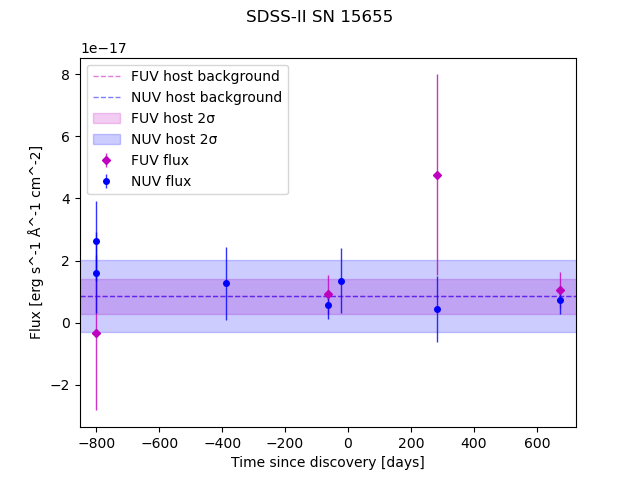 SDSS-II SN 15655
1e−17
FUV host background
NUV host background
FUV host 2σ
NUV host 2σ
FUV flux
NUV flux
8
6
4
2
0
−2
Flux [erg s^-1 Å^-1 cm^-2]
−800 −600 −400 −200 0 200 400 600
Time since discovery [days]